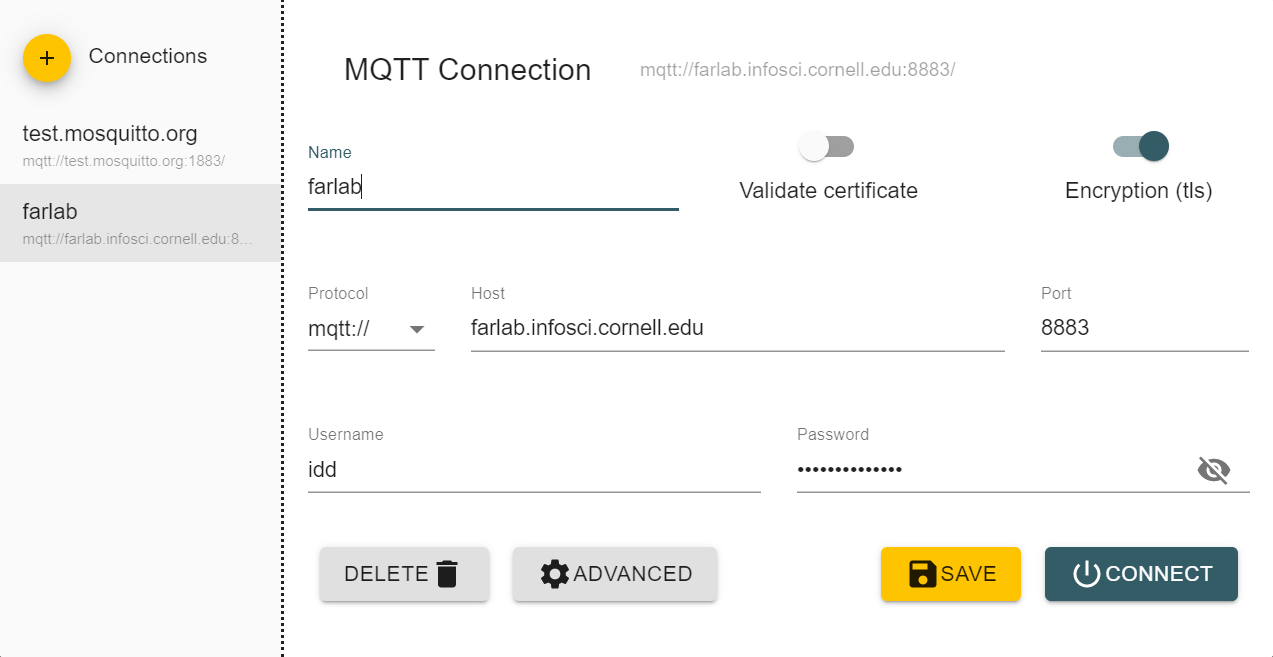 + Connections
test.mosquitto.org
mqtt://test.mosquitto.org:1883/
farlab
mqtt://farlab.infosci.cornell.edu:8...
MQTT Connection mqtt://farlab.infosci.cornell.edu:8883/
Name
farlab
Validate certificate
Encryption (tls)
Protocol Host Port
mqtt:// farlab.infosci.cornell.edu 8883
Username Password
idd ••••••••••••••
DELETE ADVANCED SAVE CONNECT